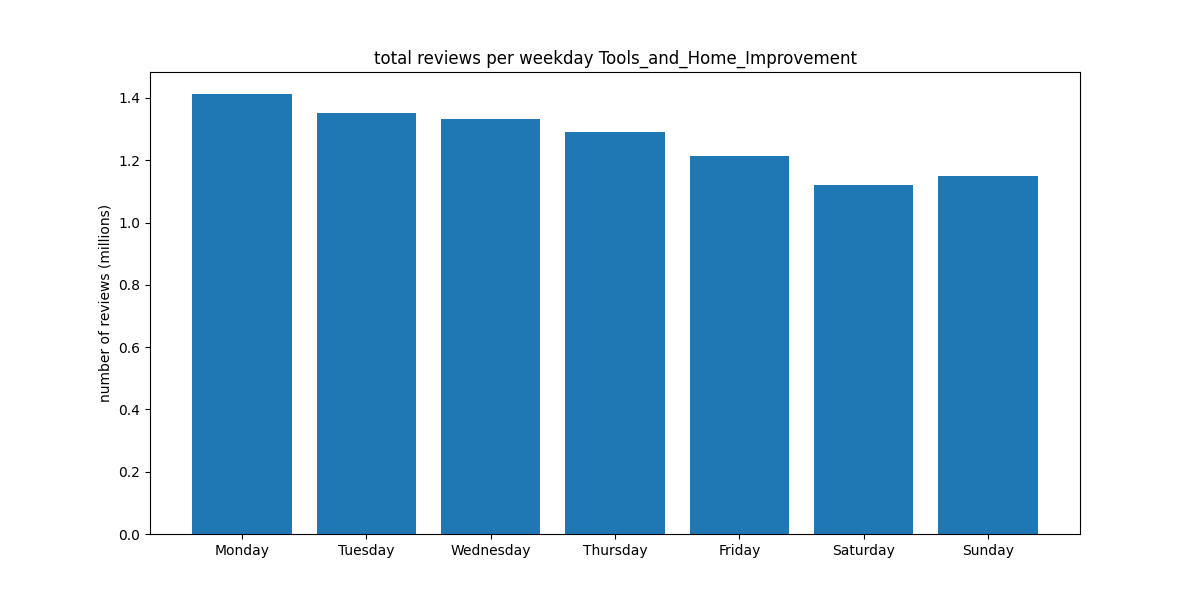 total reviews per weekday Tools_and_Home_Improvement
number of reviews (millions)
1.4
1.2
1.0
0.8
0.6
0.4
0.2
0.0
Monday Tuesday Wednesday Thursday Friday Saturday Sunday